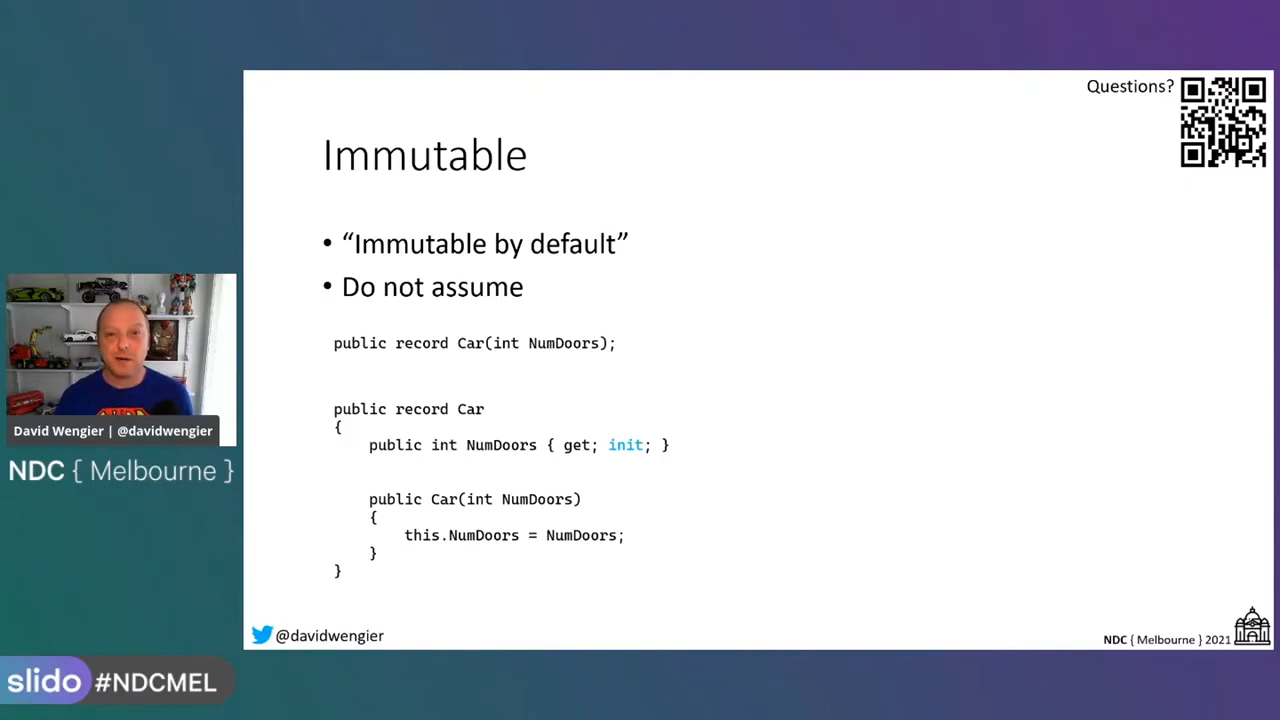 Questions?
Immutable
• “Immutable by default”
• Do not assume
public record Car(int NumDoors);
public record Car
{
public int NumDoors { get; init; }
public Car(int NumDoors)
{
this.NumDoors = NumDoors;
}
}
@davidwengier
NDC { Melbourne } 2021
David Wengier | @davidwengier
NDC { Melbourne }
slido #NDCMEL